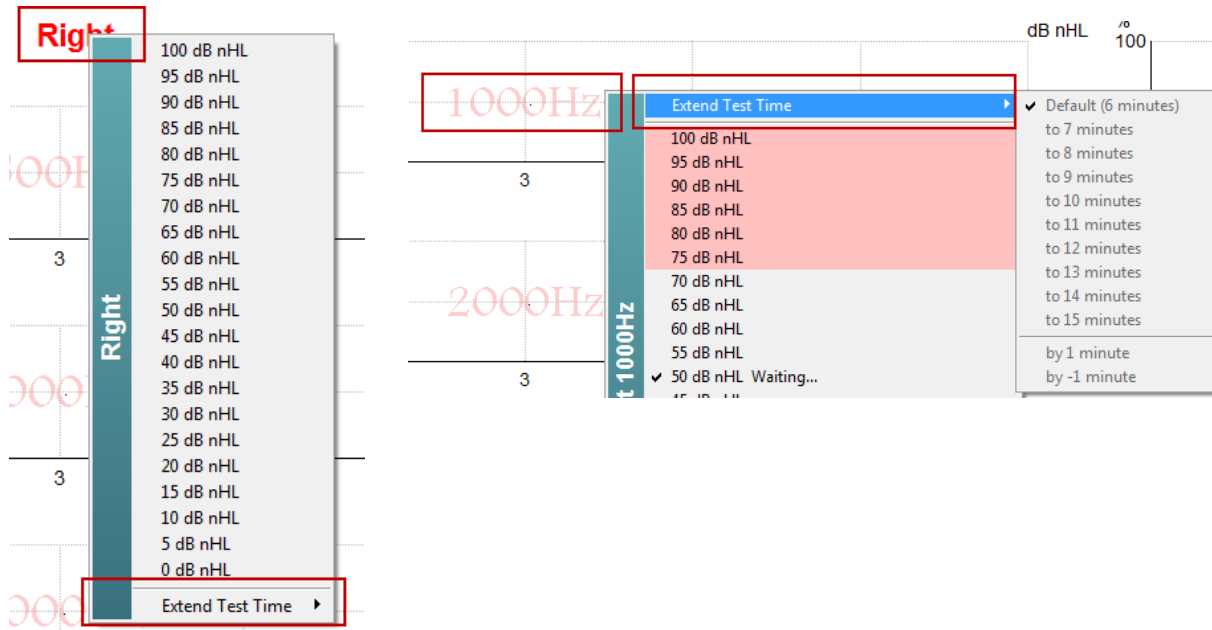 Right
100 dB nHL
95 dB nHL
90 dB nHL
85 dB nHL
80 dB nHL
75 dB nHL
70 dB nHL
65 dB nHL
60 dB nHL
55 dB nHL
50 dB nHL
45 dB nHL
40 dB nHL
35 dB nHL
30 dB nHL
25 dB nHL
20 dB nHL
15 dB nHL
10 dB nHL
5 dB nHL
0 dB nHL
Extend Test Time
Right
3
3
dB nHL
%
100
1000Hz
3
2000Hz
3
1000Hz
Extend Test Time
100 dB nHL
95 dB nHL
90 dB nHL
85 dB nHL
80 dB nHL
75 dB nHL
70 dB nHL
65 dB nHL
60 dB nHL
55 dB nHL
50 dB nHL Waiting...
Default (6 minutes)
to 7 minutes
to 8 minutes
to 9 minutes
to 10 minutes
to 11 minutes
to 12 minutes
to 13 minutes
to 14 minutes
to 15 minutes
by 1 minute
by -1 minute